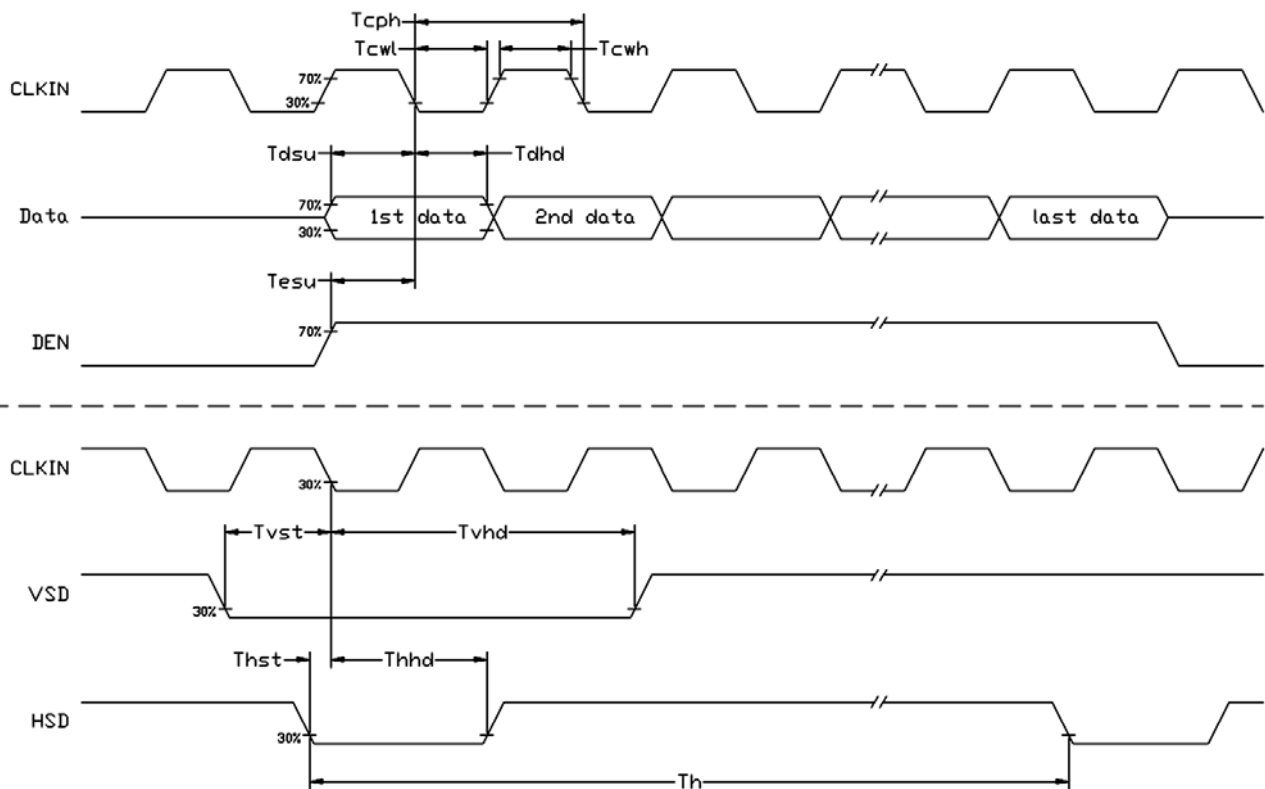 Tcph
Tcwl Tcwh
CLKIN 70%
30%
Tdsu Tdhd
Data 70% 1st data 2nd data last data
30%
Tesu
DEN 70%
CLKIN 30%
Tvst Tvhd
VSD 30%
Thst Thhd
HSD 30%
Th